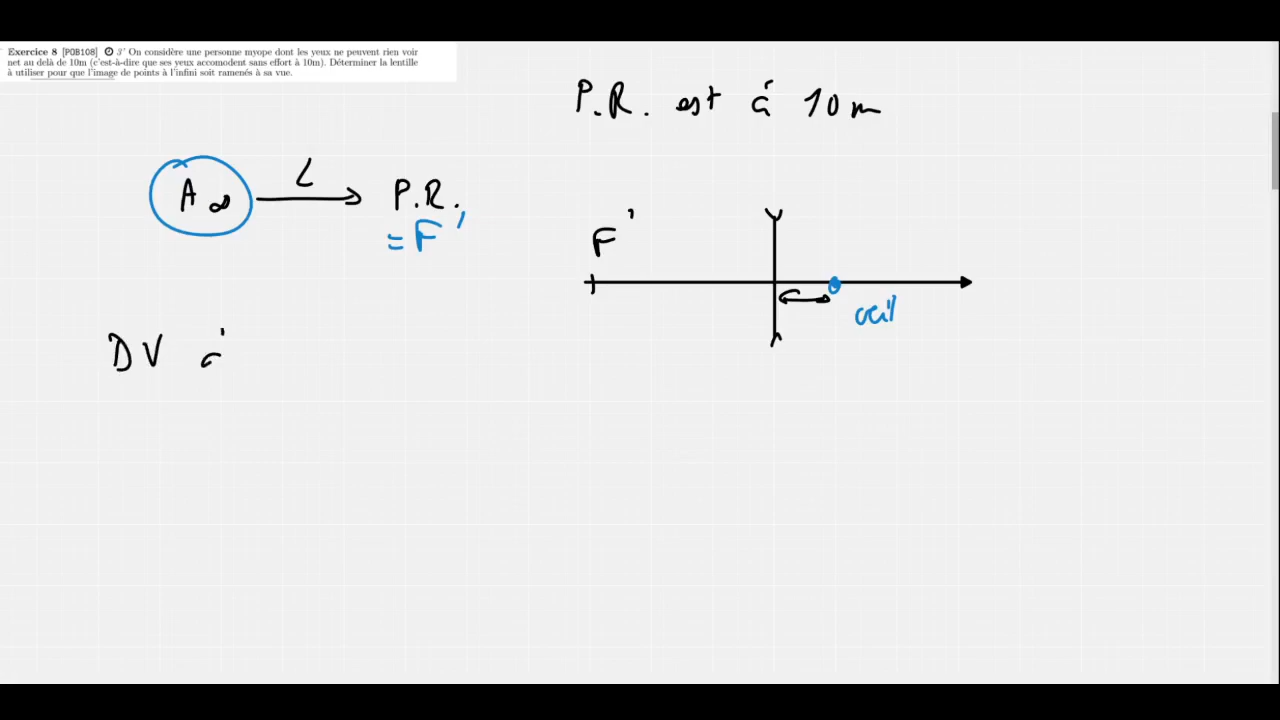 Exercice 8 [POB108] 3' On considère une personne myope dont les yeux ne peuvent rien voir
net au delà de 10m (c'est-à-dire que ses yeux accomodent sans effort à 10m). Déterminer la lentille
à utiliser pour que l'image de points à l'infini soit ramenés à sa vue.
P.R. est à 10m
A∞ L P.R.
= F'
F'
œil
DV à